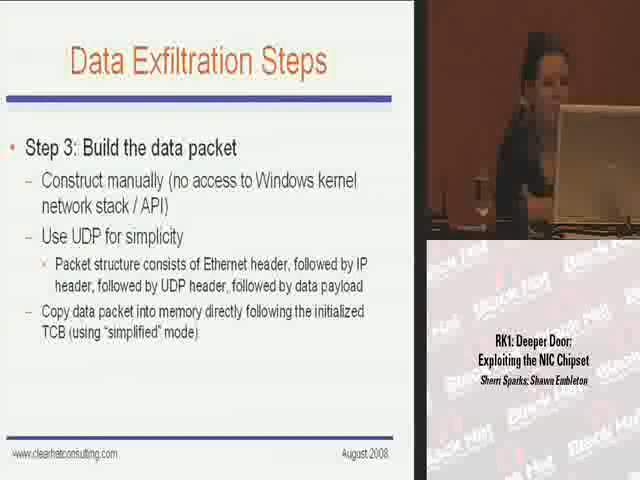 Data Exfiltration Steps
• Step 3: Build the data packet
– Construct manually (no access to Windows kernel
network stack / API)
– Use UDP for simplicity
Packet structure consists of Ethernet header, followed by IP
header, followed by UDP header, followed by data payload
– Copy data packet into memory directly following the initialized
TCB (using “simplified” mode)
www.clearhatconsulting.com
August 2008
RK1: Deeper Door:
Exploiting the NIC Chipset
Sherri Sparks, Shawn Embleton